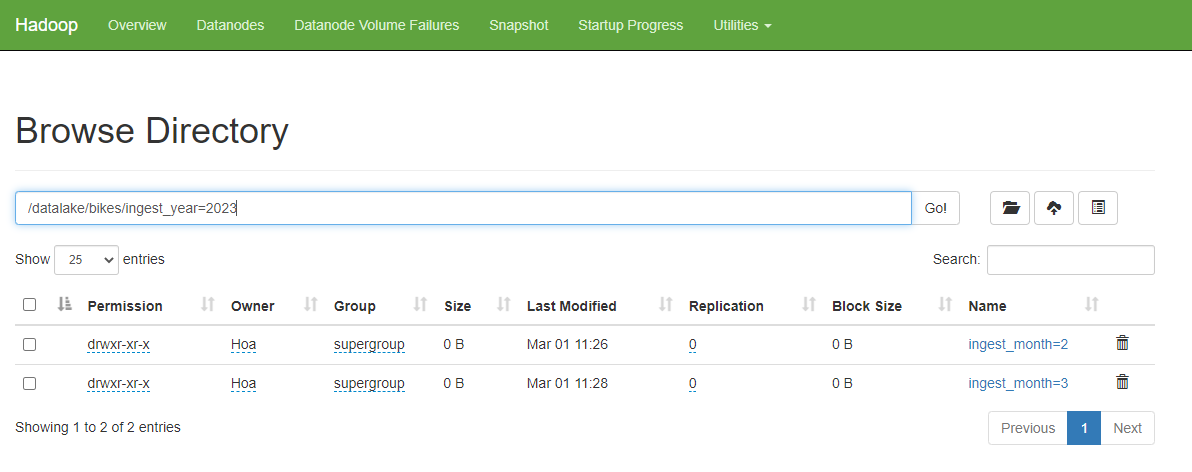 Hadoop Overview Datanodes Datanode Volume Failures Snapshot Startup Progress Utilities
Browse Directory
/datalake/bikes/ingest_year=2023 Go!
Show 25 entries Search:
Permission Owner Group Size Last Modified Replication Block Size Name
drwxr-xr-x Hoa supergroup 0 B Mar 01 11:26 0 0 B ingest_month=2
drwxr-xr-x Hoa supergroup 0 B Mar 01 11:28 0 0 B ingest_month=3
Showing 1 to 2 of 2 entries Previous 1 Next